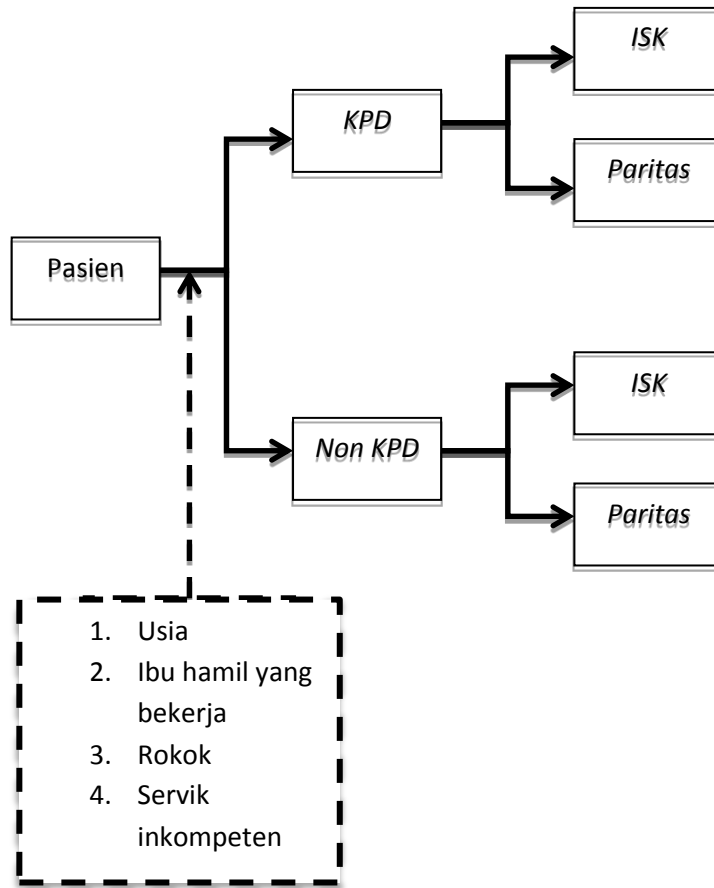 ISK
KPD
Paritas
Pasien
ISK
Non KPD
Paritas
1. Usia
2. Ibu hamil yang
bekerja
3. Rokok
4. Servik
inkompeten